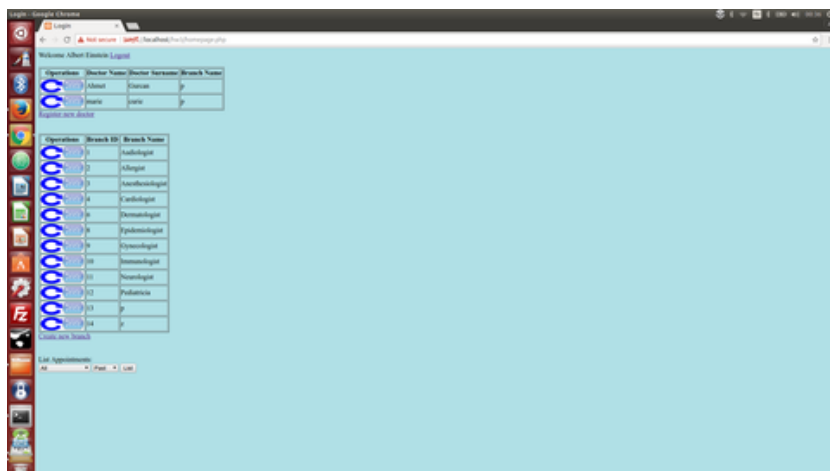 Login - Google Chrome
Login
Not secure https://localhost/hw3/homepage.php
Welcome Albert Einstein Logout
Operations Doctor Name Doctor Surname Branch Name
Ahmet Gurcan p
marie curie p
Register new doctor
Operations Branch ID Branch Name
1 Audiologist
2 Allergist
3 Anesthesiologist
4 Cardiologist
6 Dermatologist
8 Epidemiologist
9 Gynecologist
10 Immunologist
11 Neurologist
12 Pediatricia
13 p
14
Create new branch
List Appointments:
All Past List